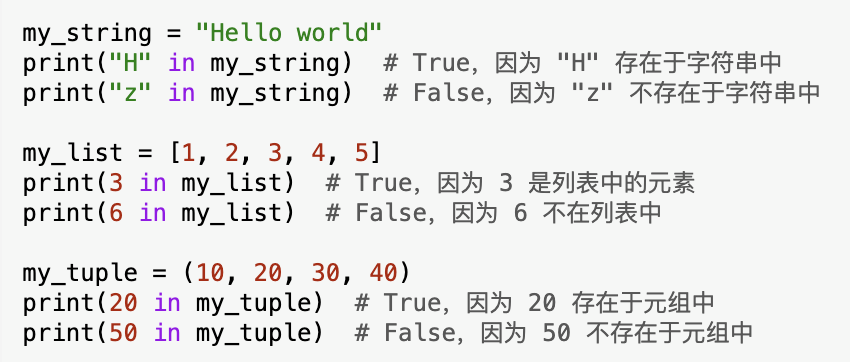 my_string = "Hello world"
print("H" in my_string)  # True，因为 "H" 存在于字符串中
print("z" in my_string)  # False，因为 "z" 不存在于字符串中

my_list = [1, 2, 3, 4, 5]
print(3 in my_list)  # True，因为 3 是列表中的元素
print(6 in my_list)  # False，因为 6 不在列表中

my_tuple = (10, 20, 30, 40)
print(20 in my_tuple)  # True，因为 20 存在于元组中
print(50 in my_tuple)  # False，因为 50 不存在于元组中